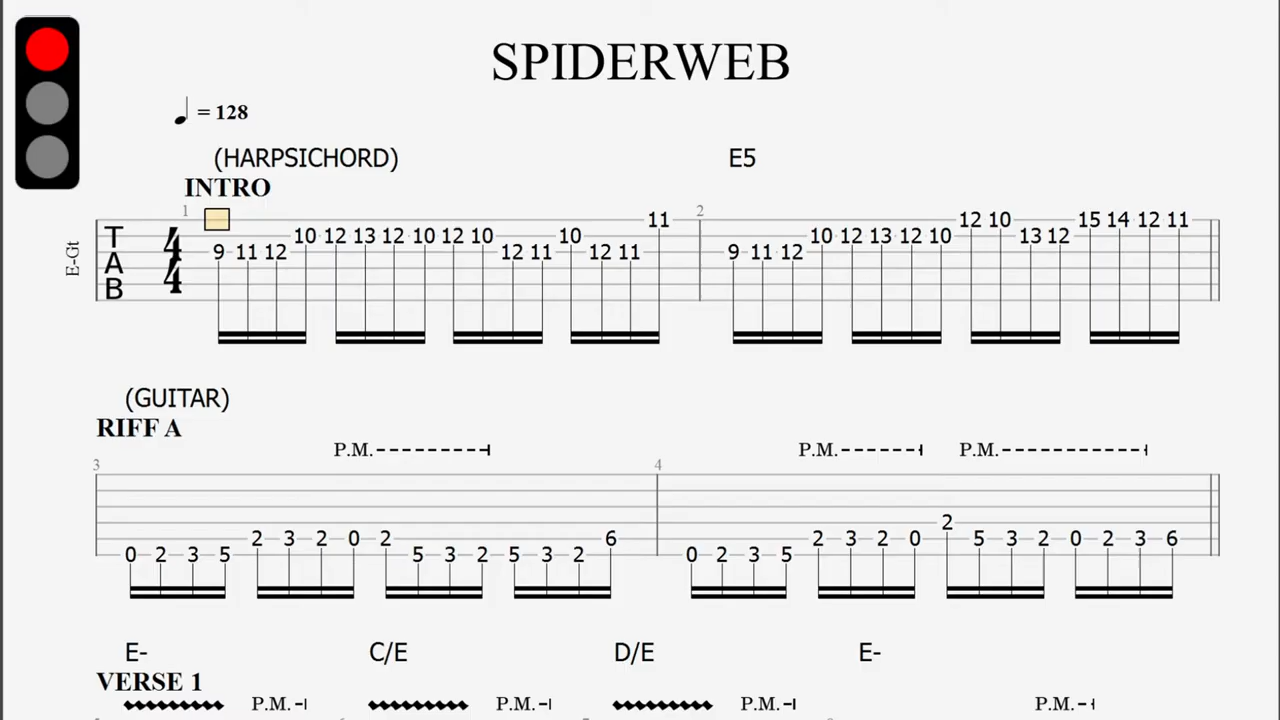 SPIDERWEB
= 128
(HARPSICHORD) E5
INTRO
1 2
E-Gt
TAB 4/4
11 12 10 15 14 12 11
10 12 13 12 10 12 10 10 10 12 13 12 10 13 12
9 11 12 12 11 12 11 9 11 12
(GUITAR)
RIFF A
P.M. P.M. P.M.
3 4
2
2 3 2 0 2 6 2 3 2 0 5 3 2 0 2 3 6
0 2 3 5 5 3 2 5 3 2 0 2 3 5
E- C/E D/E E-
VERSE 1
P.M. P.M. P.M. P.M.